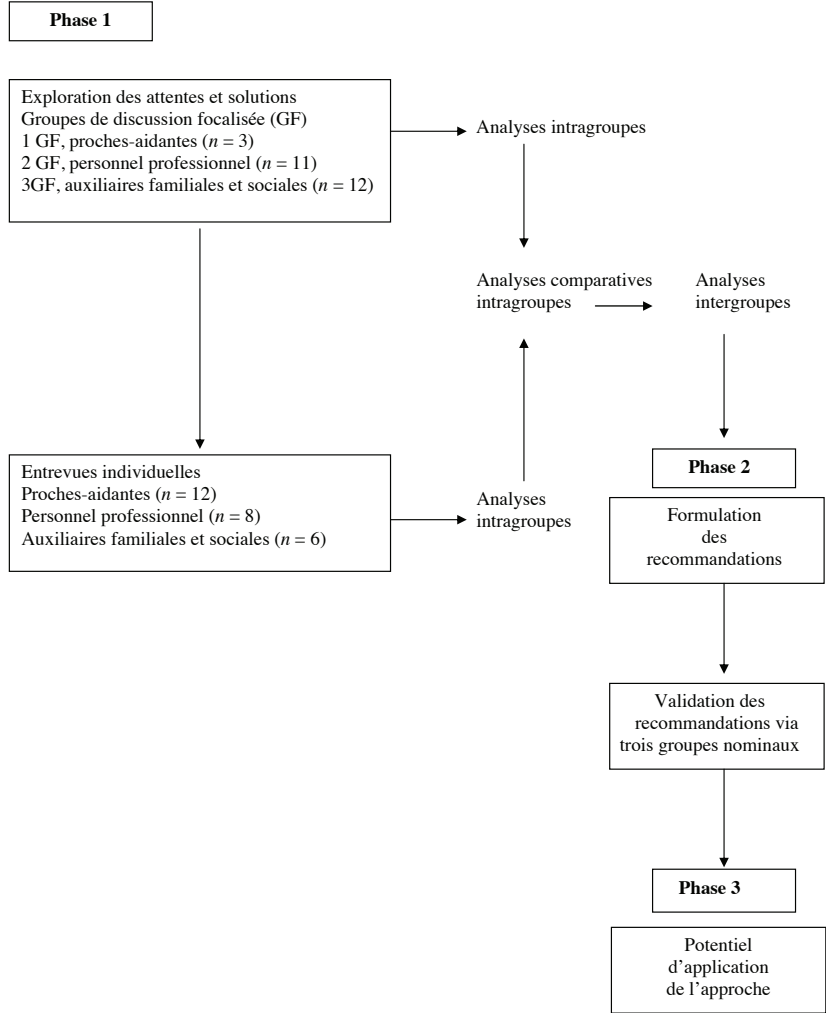 Phase 1
Exploration des attentes et solutions
Groupes de discussion focalisée (GF)
1 GF, proches-aidantes (n = 3)
2 GF, personnel professionnel (n = 11)
3GF, auxiliaires familiales et sociales (n = 12)
Analyses intragroupes
Analyses comparatives
intragroupes
Analyses
intergroupes
Entrevues individuelles
Proches-aidantes (n = 12)
Personnel professionnel (n = 8)
Auxiliaires familiales et sociales (n = 6)
Analyses
intragroupes
Phase 2
Formulation
des
recommandations
Validation des
recommandations via
trois groupes nominaux
Phase 3
Potentiel
d’application
de l’approche